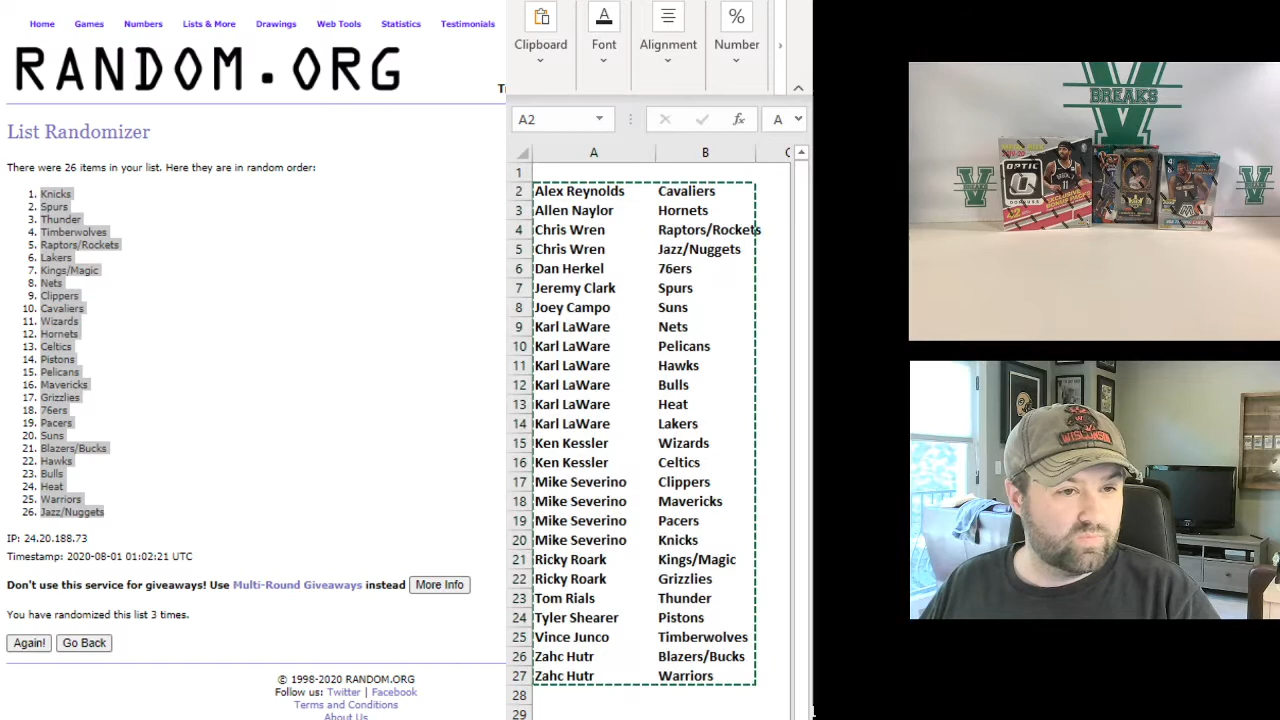 Home Games Numbers Lists & More Drawings Web Tools Statistics Testimonials
RANDOM.ORG
List Randomizer
There were 26 items in your list. Here they are in random order:
1. Knicks
2. Spurs
3. Thunder
4. Timberwolves
5. Raptors/Rockets
6. Lakers
7. Kings/Magic
8. Nets
9. Clippers
10. Cavaliers
11. Wizards
12. Hornets
13. Celtics
14. Pistons
15. Pelicans
16. Mavericks
17. Grizzlies
18. 76ers
19. Pacers
20. Suns
21. Blazers/Bucks
22. Hawks
23. Bulls
24. Heat
25. Warriors
26. Jazz/Nuggets
IP: 24.20.188.73
Timestamp: 2020-08-01 01:02:21 UTC
Don't use this service for giveaways! Use Multi-Round Giveaways instead More Info
You have randomized this list 3 times.
Again! Go Back
© 1998-2020 RANDOM.ORG
Follow us: Twitter | Facebook
Terms and Conditions
About Us
Clipboard Font Alignment Number
A2 fx A
A B C
1
2 Alex Reynolds Cavaliers
3 Allen Naylor Hornets
4 Chris Wren Raptors/Rockets
5 Chris Wren Jazz/Nuggets
6 Dan Herkel 76ers
7 Jeremy Clark Spurs
8 Joey Campo Suns
9 Karl LaWare Nets
10 Karl LaWare Pelicans
11 Karl LaWare Hawks
12 Karl LaWare Bulls
13 Karl LaWare Heat
14 Karl LaWare Lakers
15 Ken Kessler Wizards
16 Ken Kessler Celtics
17 Mike Severino Clippers
18 Mike Severino Mavericks
19 Mike Severino Pacers
20 Mike Severino Knicks
21 Ricky Roark Kings/Magic
22 Ricky Roark Grizzlies
23 Tom Rials Thunder
24 Tyler Shearer Pistons
25 Vince Junco Timberwolves
26 Zahc Hutr Blazers/Bucks
27 Zahc Hutr Warriors
28
29
V
BREAKS
OPTIC
DONRUSS
WISCONSIN